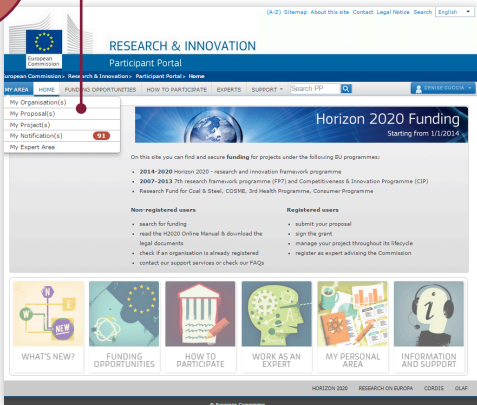 (A-Z) Sitemap About this site Contact Legal Notice Search English
European
Commission
RESEARCH & INNOVATION
Participant Portal
European Commission > Research & Innovation > Participant Portal > Home
MY AREA HOME FUNDING OPPORTUNITIES HOW TO PARTICIPATE EXPERTS SUPPORT Search PP
My Organisation(s)
My Proposal(s)
My Project(s)
My Notification(s) 91
My Expert Area
Horizon 2020 Funding
Starting from 1/1/2014
On this site you can find and secure funding for projects under the following EU programmes:
• 2014-2020 Horizon 2020 - research and innovation framework programme
• 2007-2013 7th research framework programme (FP7) and Competitiveness & Innovation Programme (CIP)
• Research Fund for Coal & Steel, COSME, 3rd Health Programme, Consumer Programme
Non-registered users
• search for funding
• read the H2020 Online Manual & download the
legal documents
• check if an organisation is already registered
• contact our support services or check our FAQs
Registered users
• submit your proposal
• sign the grant
• manage your project throughout its lifecycle
• register as expert advising the Commission
N
E
W
NEW
WHAT'S NEW?
FUNDING
OPPORTUNITIES
HOW TO
PARTICIPATE
WORK AS AN
EXPERT
MY PERSONAL
AREA
i
INFORMATION
AND SUPPORT
HORIZON 2020 RESEARCH ON EUROPA CORDIS OLAF
© European Commission